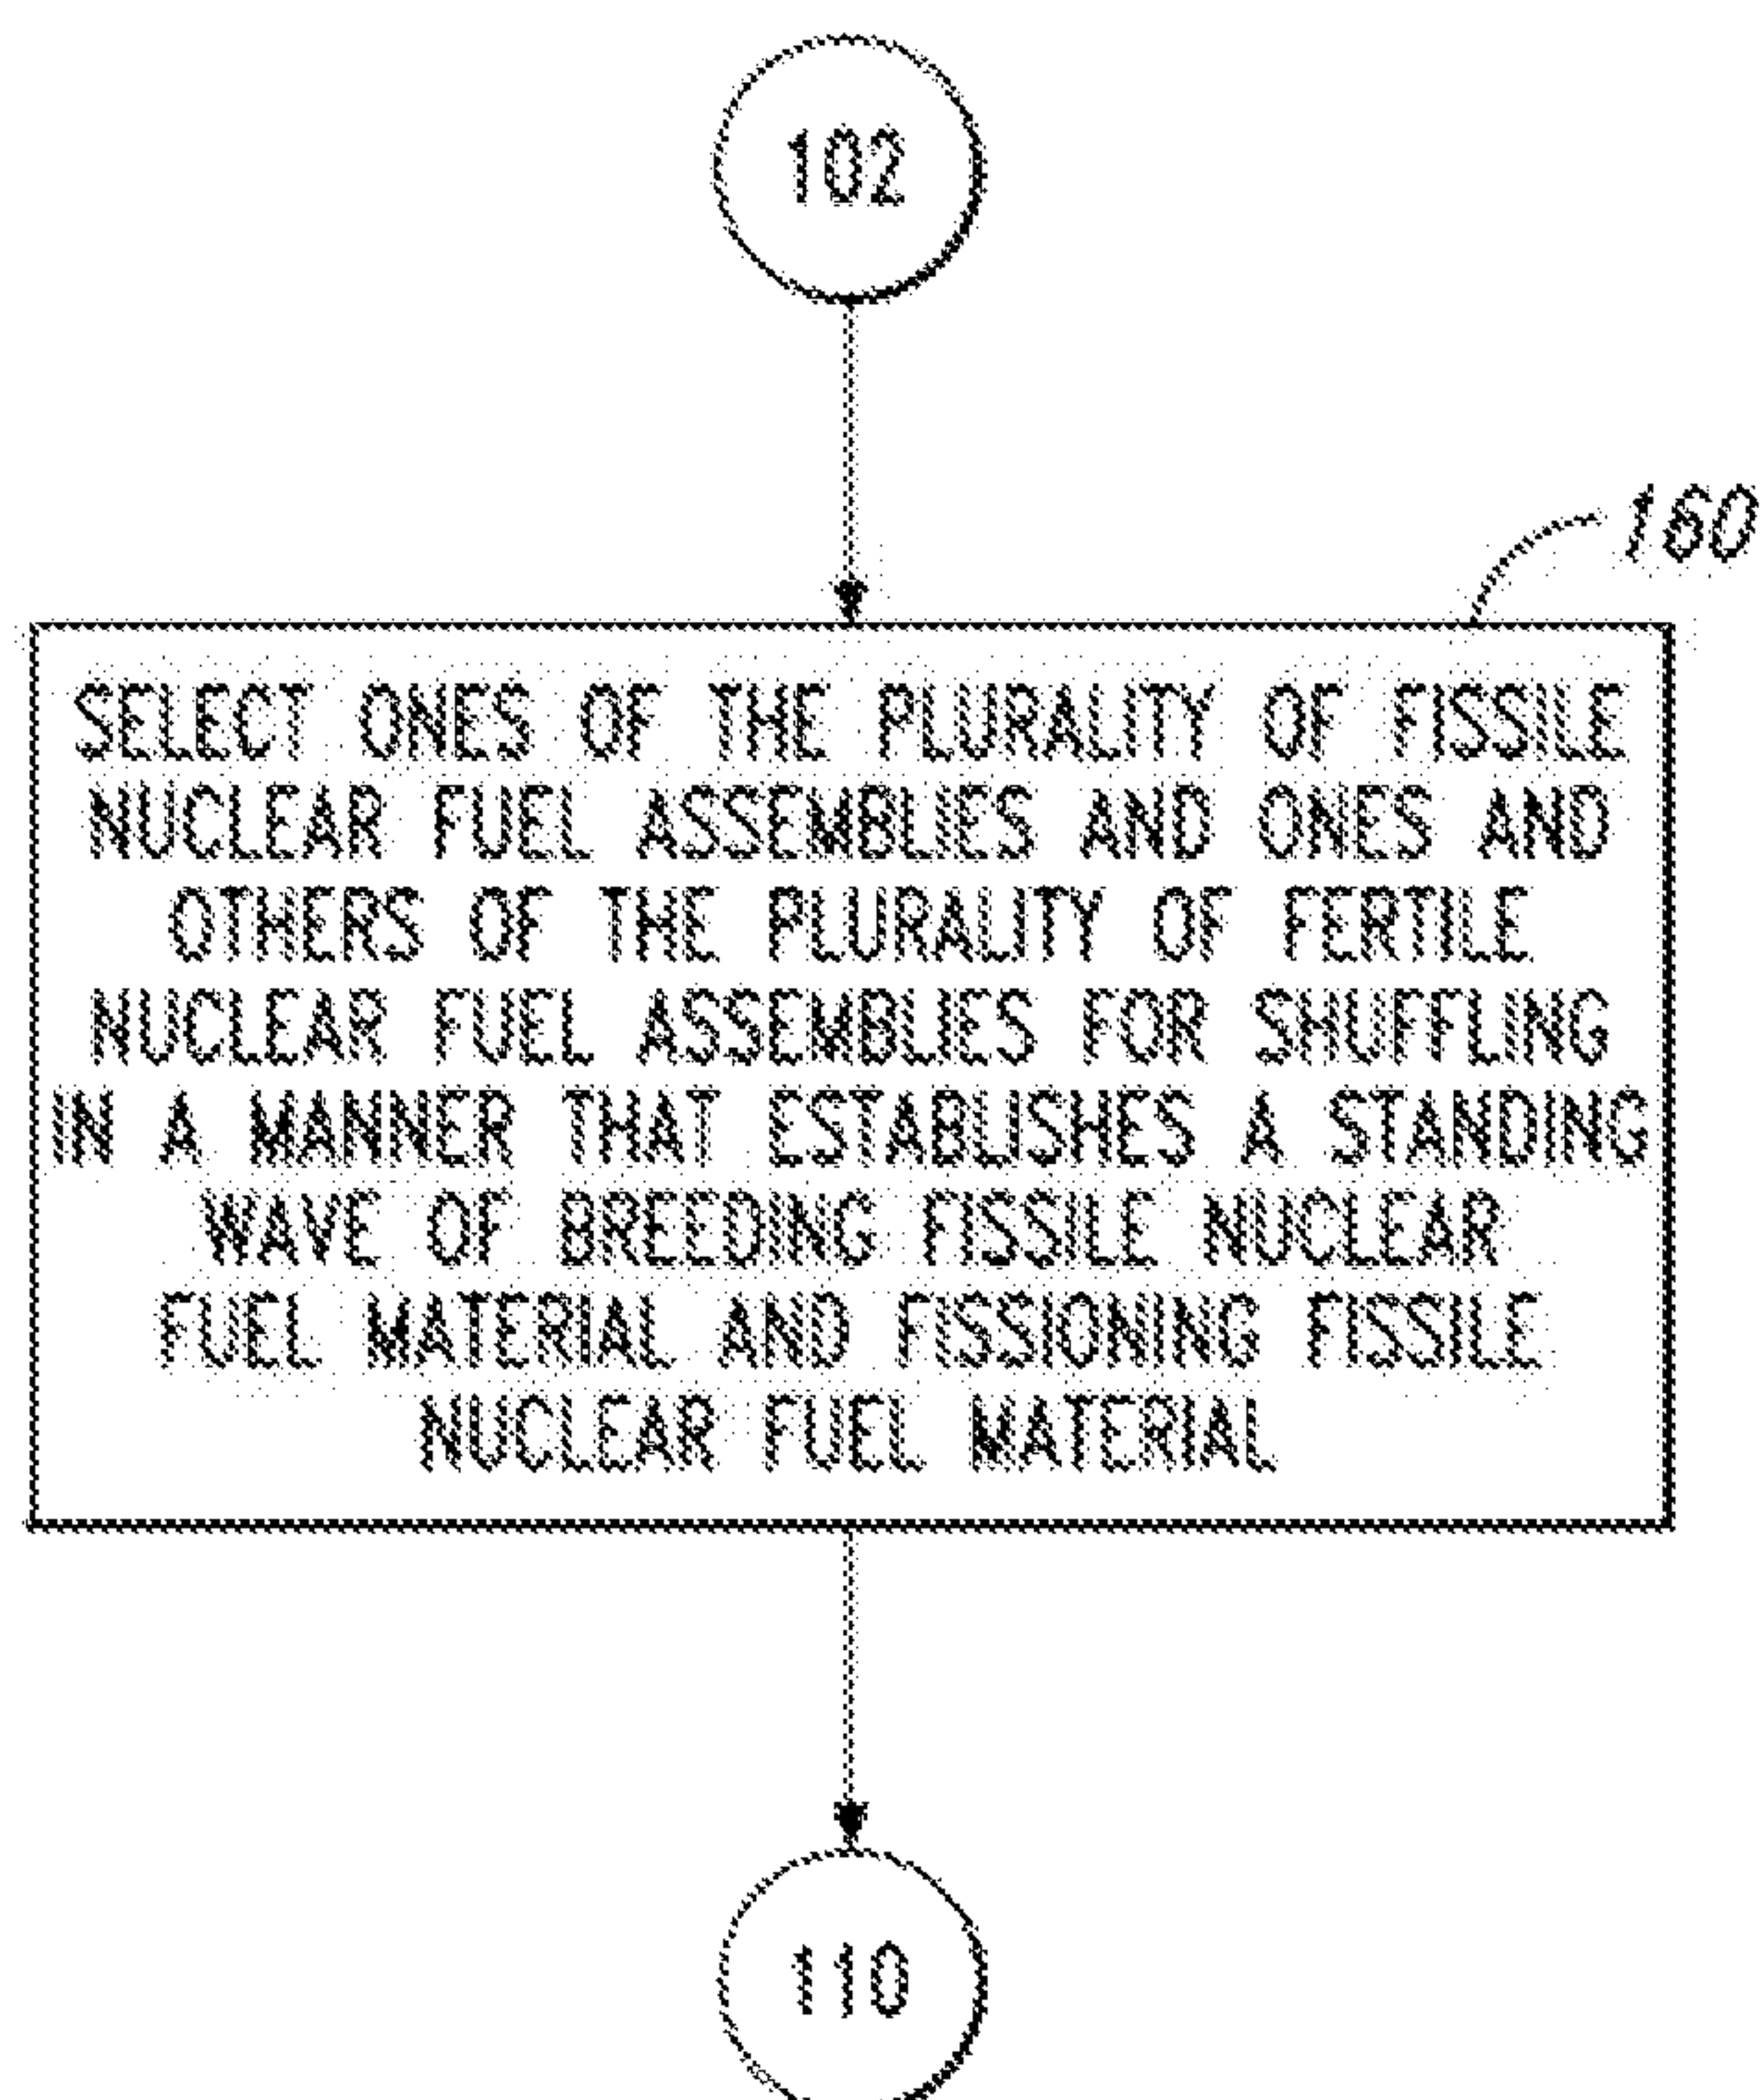 102
160
SELECT ONES OF THE PLURALITY OF FISSILE
NUCLEAR FUEL ASSEMBLIES AND ONES AND
OTHERS OF THE PLURALITY OF FERTILE
NUCLEAR FUEL ASSEMBLIES FOR SHUFFLING
IN A MANNER THAT ESTABLISHES A STANDING
WAVE OF BREEDING FISSILE NUCLEAR
FUEL MATERIAL AND FISSIONING FISSILE
NUCLEAR FUEL MATERIAL
110